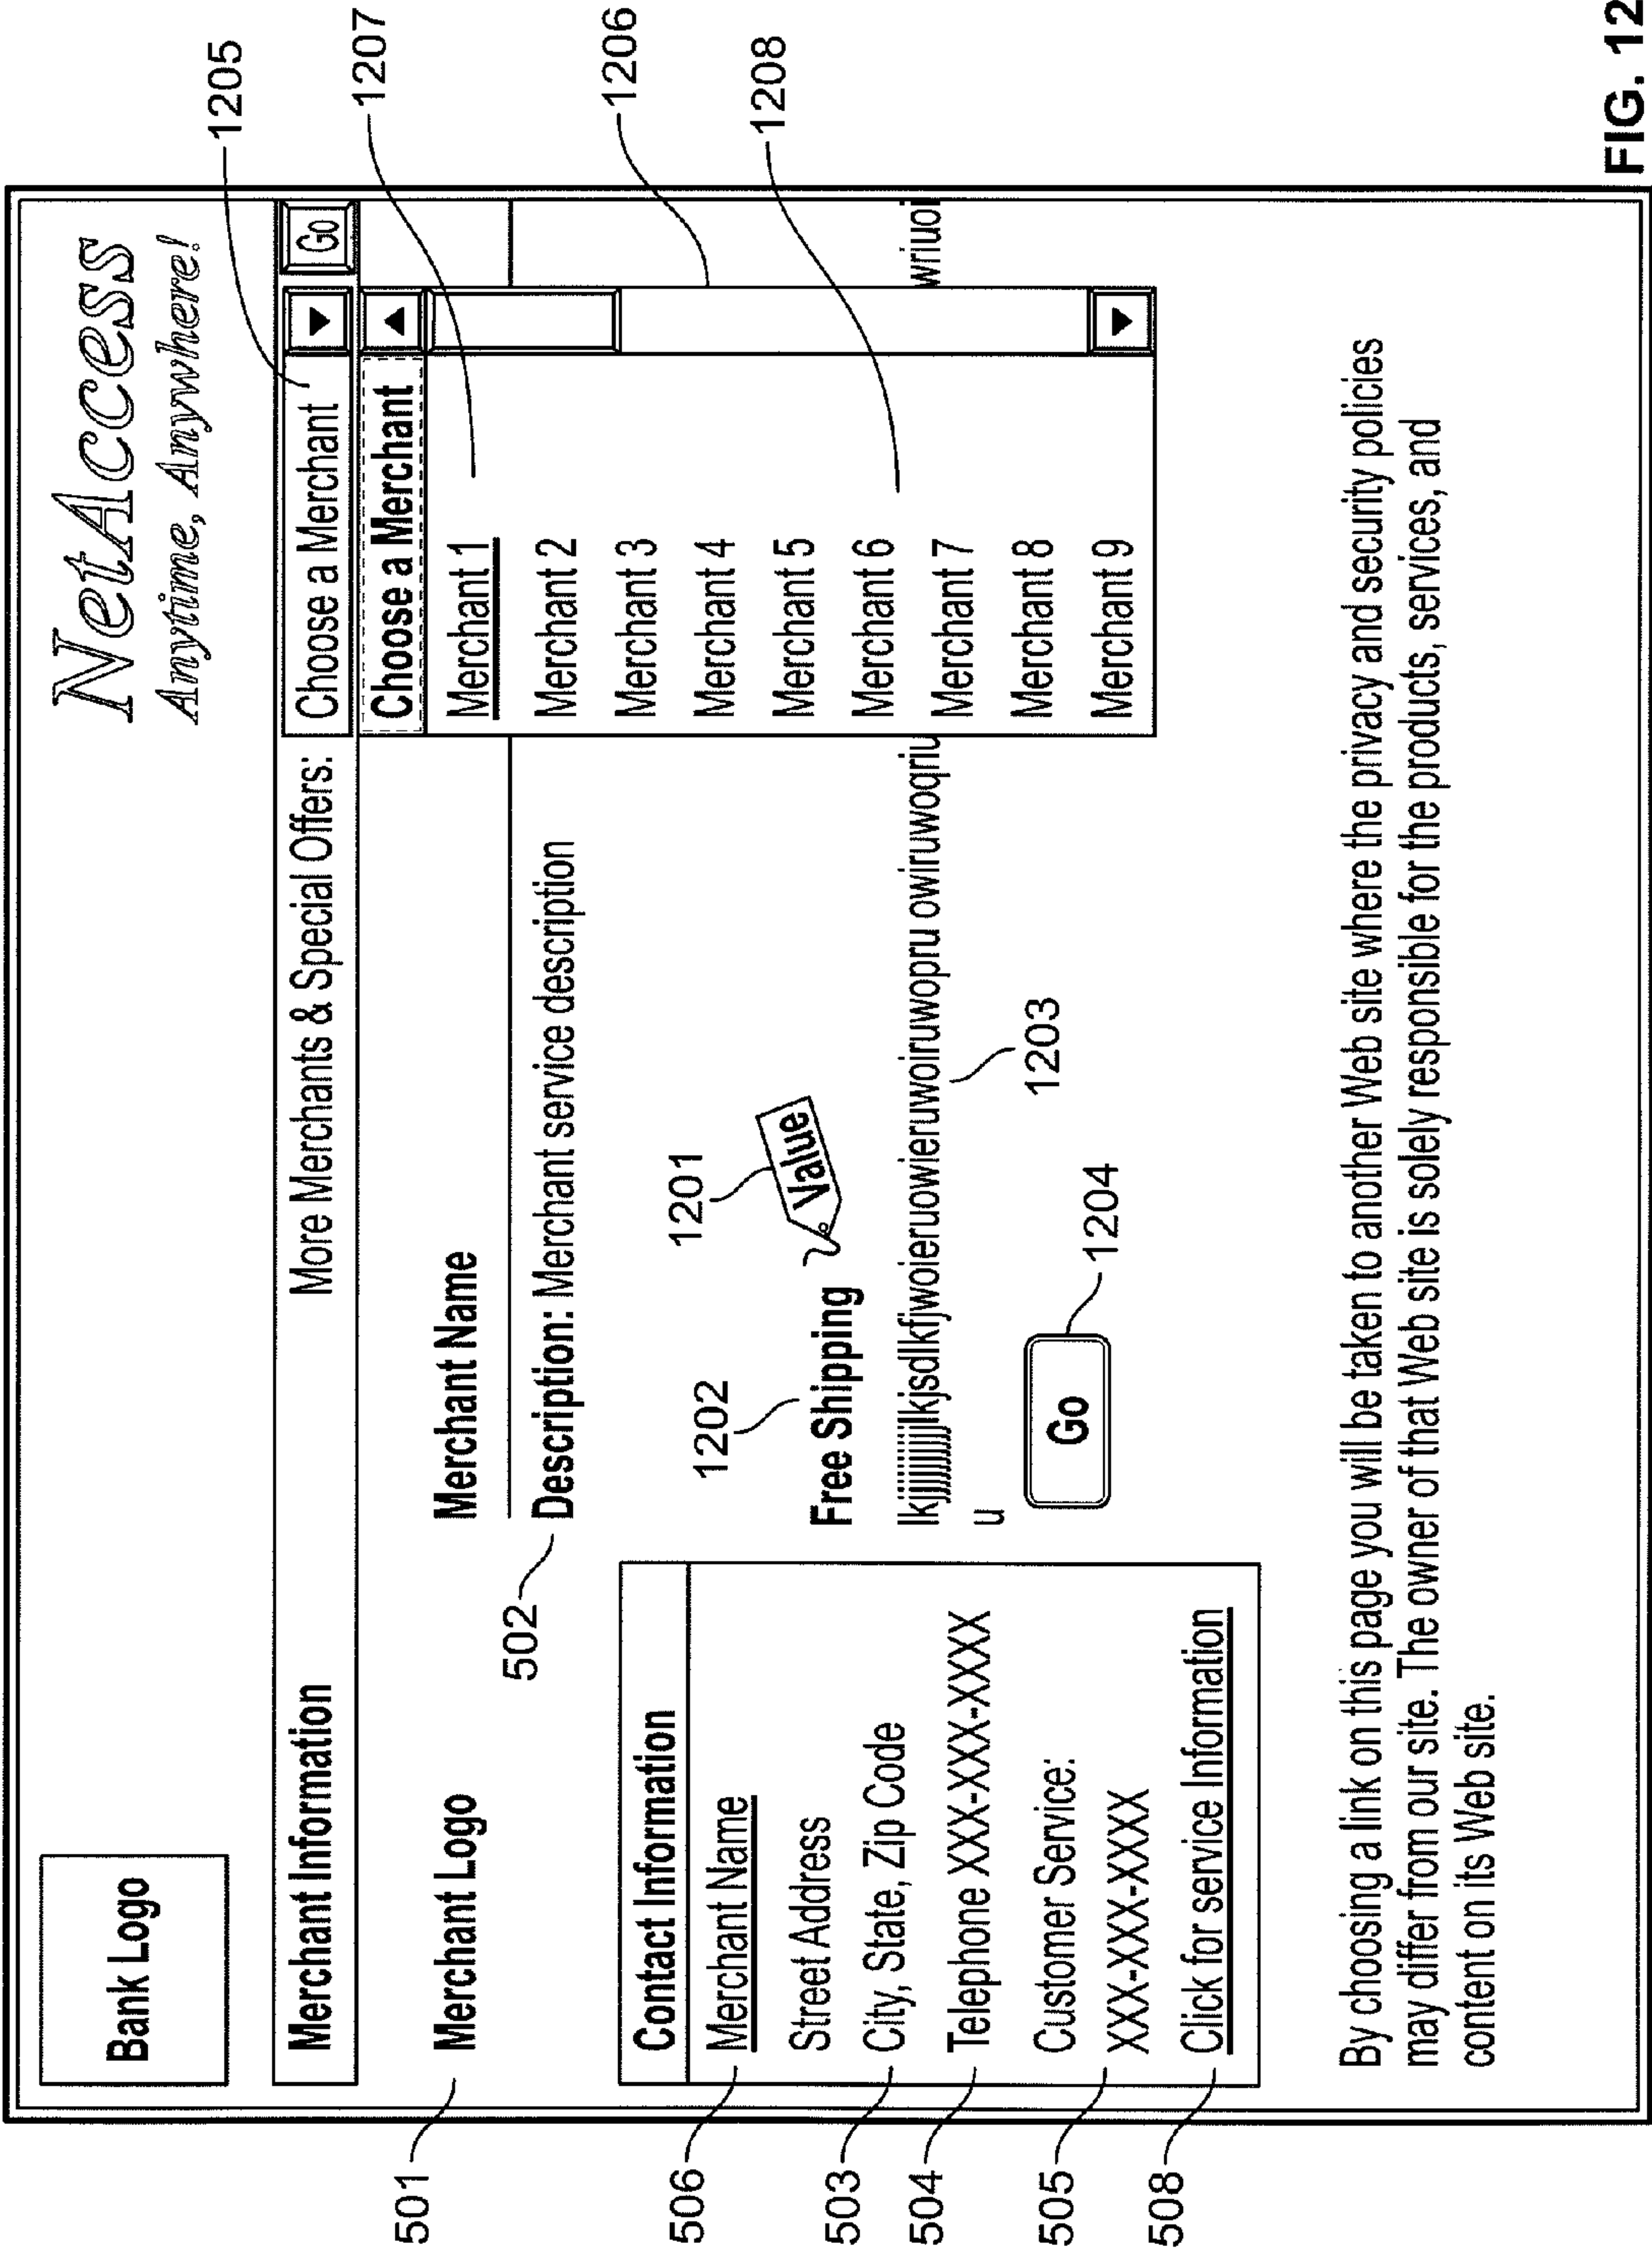 Bank Logo
NetAccess
Anytime, Anywhere!
Merchant Information
More Merchants & Special Offers:
Choose a Merchant
Go
1205
Choose a Merchant
Merchant 1
Merchant 2
Merchant 3
Merchant 4
Merchant 5
Merchant 6
Merchant 7
Merchant 8
Merchant 9
1207
1206
1208
501
Merchant Logo
Merchant Name
502
Description: Merchant service description
Contact Information
506
Merchant Name
Street Address
503
City, State, Zip Code
504
Telephone XXX-XXX-XXXX
Customer Service:
505
XXX-XXX-XXXX
508
Click for service Information
1202
1201
Free Shipping
Value
u
1203
Go
1204
By choosing a link on this page you will be taken to another Web site where the privacy and security policies
may differ from our site. The owner of that Web site is solely responsible for the products, services, and
content on its Web site.
FIG. 12